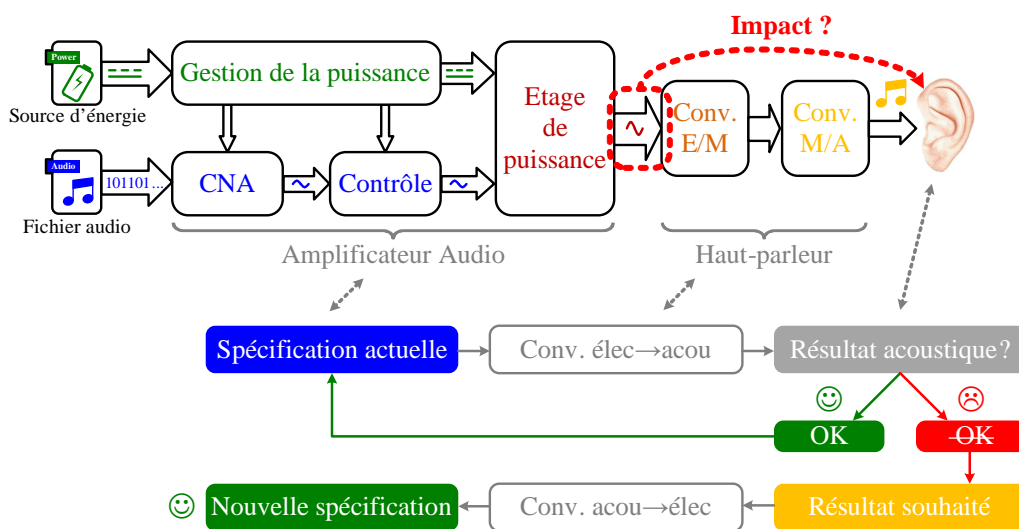 Impact ?
Power
Source d'énergie
Gestion de la puissance
Etage
de
puissance
Conv.
E/M
Conv.
M/A
Audio
101101...
Fichier audio
CNA
Contrôle
Amplificateur Audio
Haut-parleur
Spécification actuelle
Conv. élec→acou
Résultat acoustique ?
OK
OK
Nouvelle spécification
Conv. acou→élec
Résultat souhaité